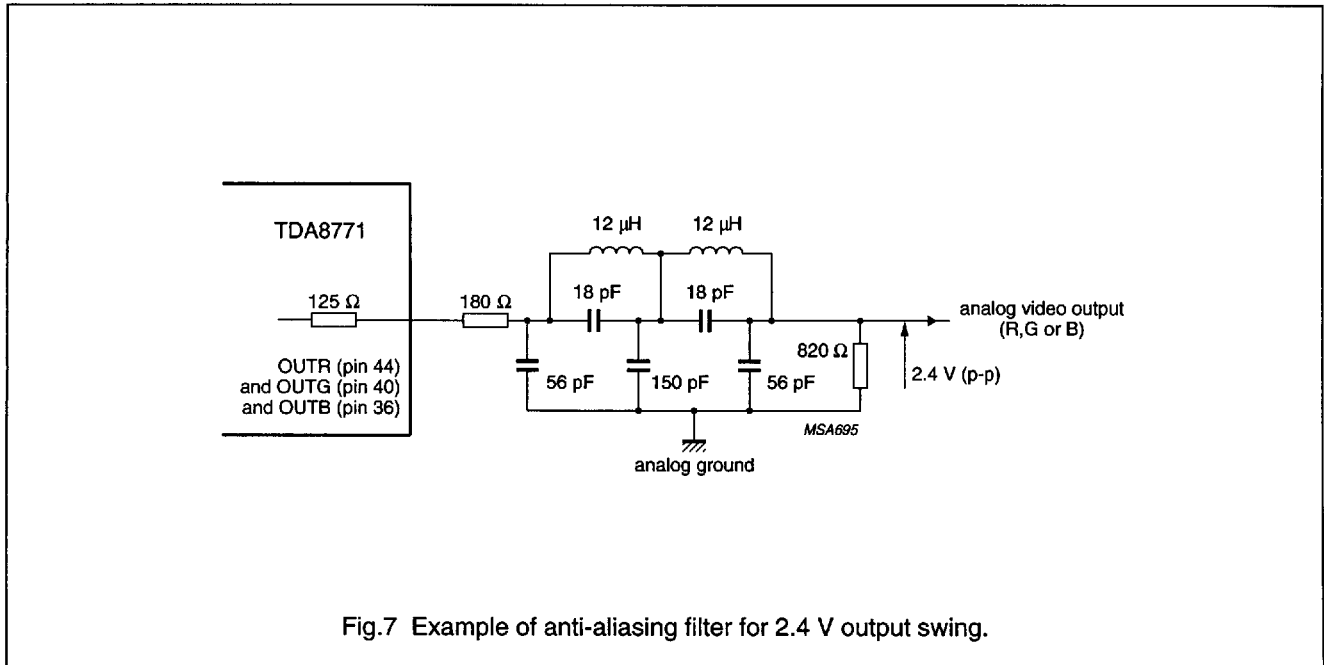 TDA8771
125 Ω
OUTR (pin 44)
and OUTG (pin 40)
and OUTB (pin 36)
180 Ω
12 μH
12 μH
18 pF
18 pF
56 pF
150 pF
56 pF
820 Ω
analog video output
(R,G or B)
2.4 V (p-p)
MSA695
analog ground
Fig.7 Example of anti-aliasing filter for 2.4 V output swing.